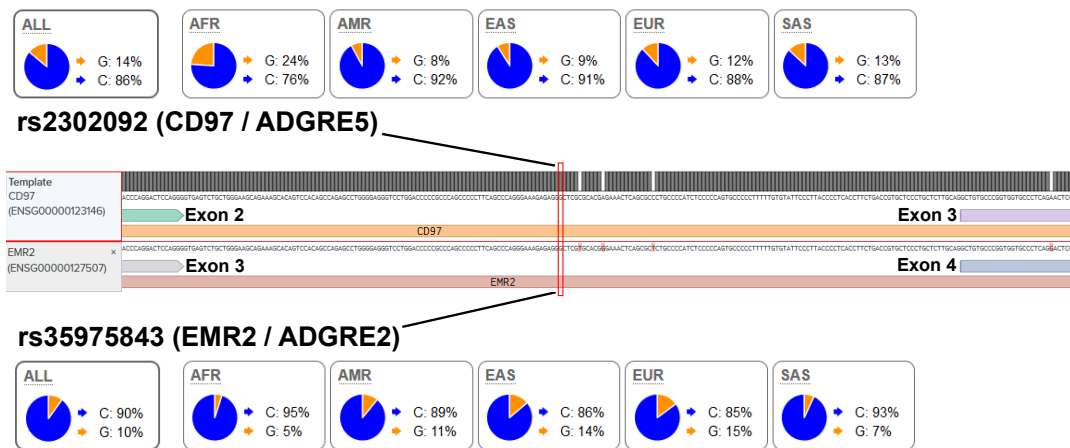 ALL AFR AMR EAS EUR SAS
G: 14% G: 24% G: 8% G: 9% G: 12% G: 13%
C: 86% C: 76% C: 92% C: 91% C: 88% C: 87%
rs2302092 (CD97 / ADGRE5)
Template
CD97
(ENSG00000123146)
Exon 2 Exon 3
CD97
EMR2 ×
(ENSG00000127507)
Exon 3 Exon 4
EMR2
rs35975843 (EMR2 / ADGRE2)
ALL AFR AMR EAS EUR SAS
C: 90% C: 95% C: 89% C: 86% C: 85% C: 93%
G: 10% G: 5% G: 11% G: 14% G: 15% G: 7%